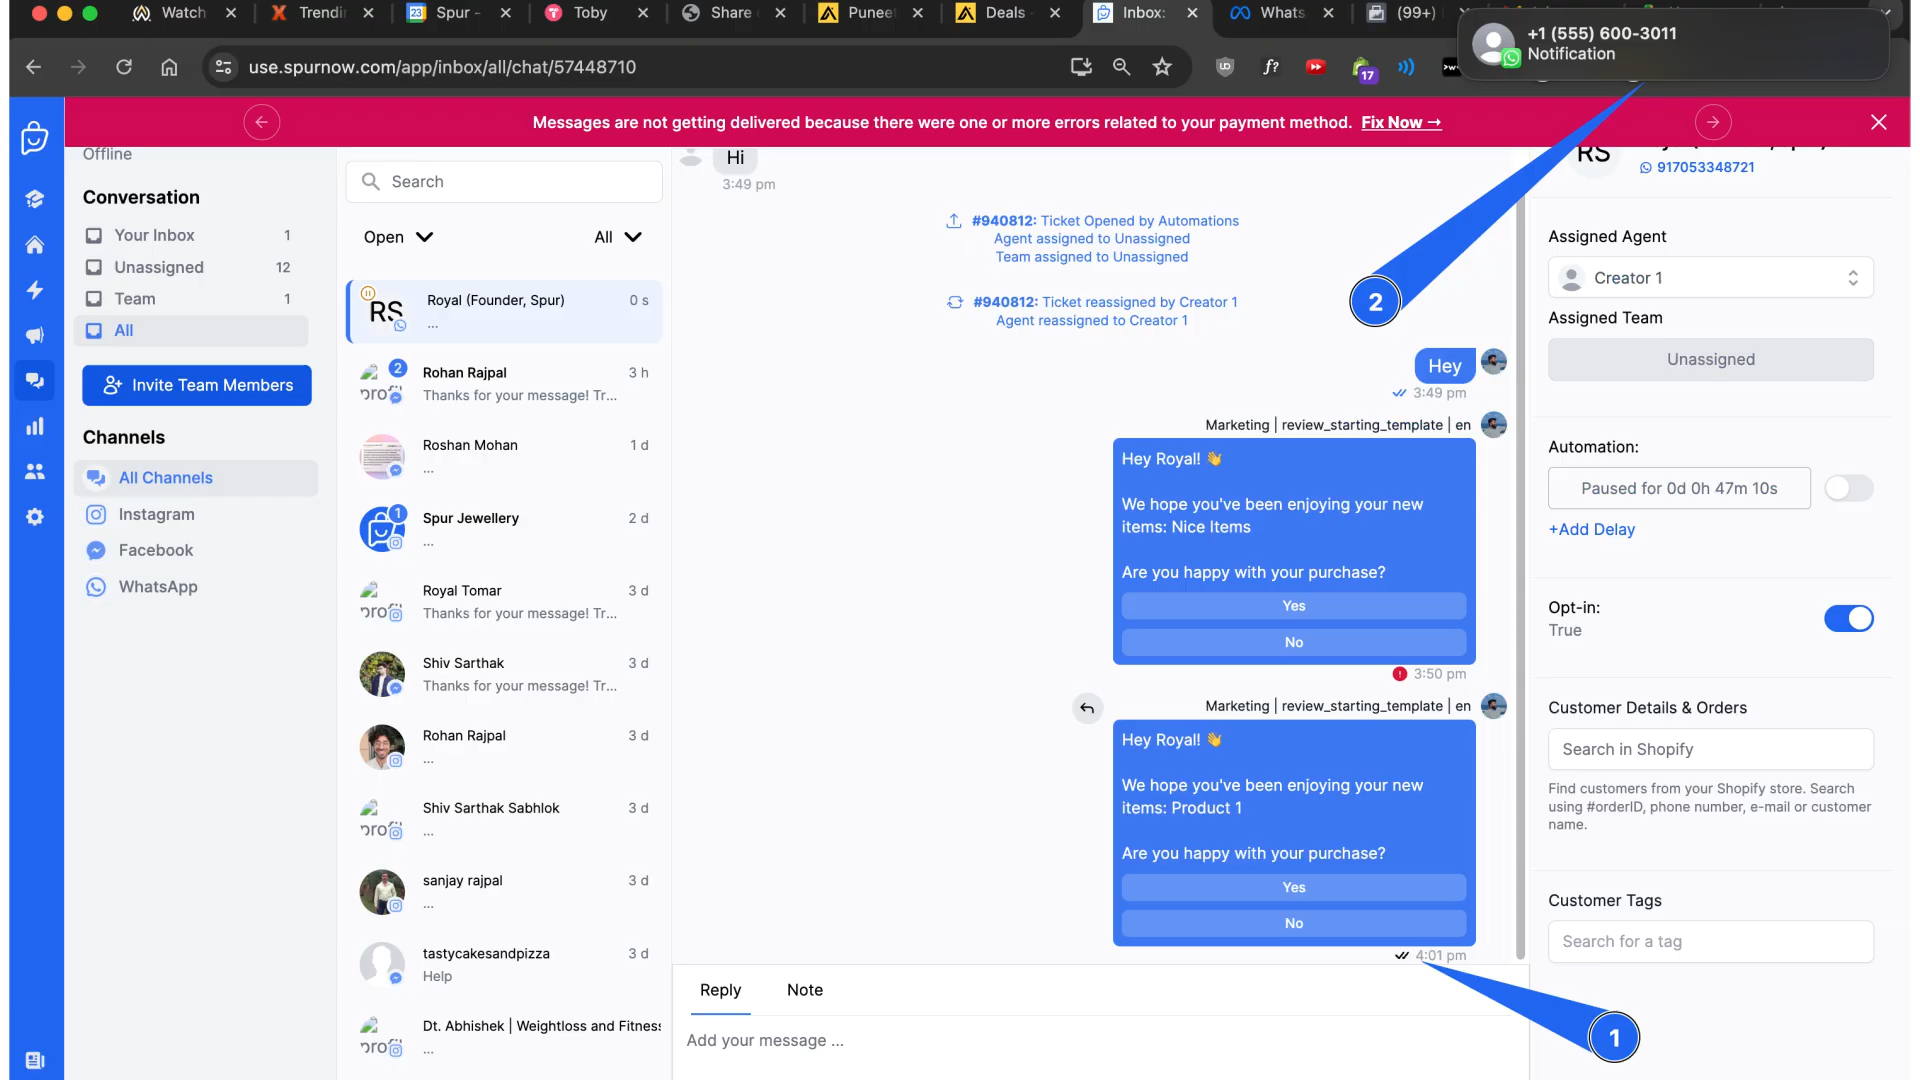 Watch
Trendi
23
Spur -
Toby
Share
Punee
Deals
Inbox:
Whats
(99+)
+1 (555) 600-3011
Notification
use.spurnow.com/app/inbox/all/chat/57448710
f?
17
Messages are not getting delivered because there were one or more errors related to your payment method. Fix Now →
Offline
Conversation
Your Inbox 1
Unassigned 12
Team 1
All
Invite Team Members
Channels
All Channels
Instagram
Facebook
WhatsApp
Search
Open
All
RS
Royal (Founder, Spur) 0 s
...
2
Rohan Rajpal 3 h
Thanks for your message! Tr...
Roshan Mohan 1 d
...
1
Spur Jewellery 2 d
...
Royal Tomar 3 d
Thanks for your message! Tr...
Shiv Sarthak 3 d
Thanks for your message! Tr...
Rohan Rajpal 3 d
...
Shiv Sarthak Sabhlok 3 d
...
sanjay rajpal 3 d
...
tastycakesandpizza 3 d
Help
Dt. Abhishek | Weightloss and Fitness
...
Hi
3:49 pm
#940812: Ticket Opened by Automations
Agent assigned to Unassigned
Team assigned to Unassigned
#940812: Ticket reassigned by Creator 1
Agent reassigned to Creator 1
Hey
3:49 pm
Marketing | review_starting_template | en
Hey Royal! 👋
We hope you've been enjoying your new
items: Nice Items
Are you happy with your purchase?
Yes
No
3:50 pm
Marketing | review_starting_template | en
Hey Royal! 👋
We hope you've been enjoying your new
items: Product 1
Are you happy with your purchase?
Yes
No
4:01 pm
Reply
Note
Add your message ...
2
1
RS
917053348721
Assigned Agent
Creator 1
Assigned Team
Unassigned
Automation:
Paused for 0d 0h 47m 10s
+Add Delay
Opt-in:
True
Customer Details & Orders
Search in Shopify
Find customers from your Shopify store. Search
using #orderID, phone number, e-mail or customer
name.
Customer Tags
Search for a tag